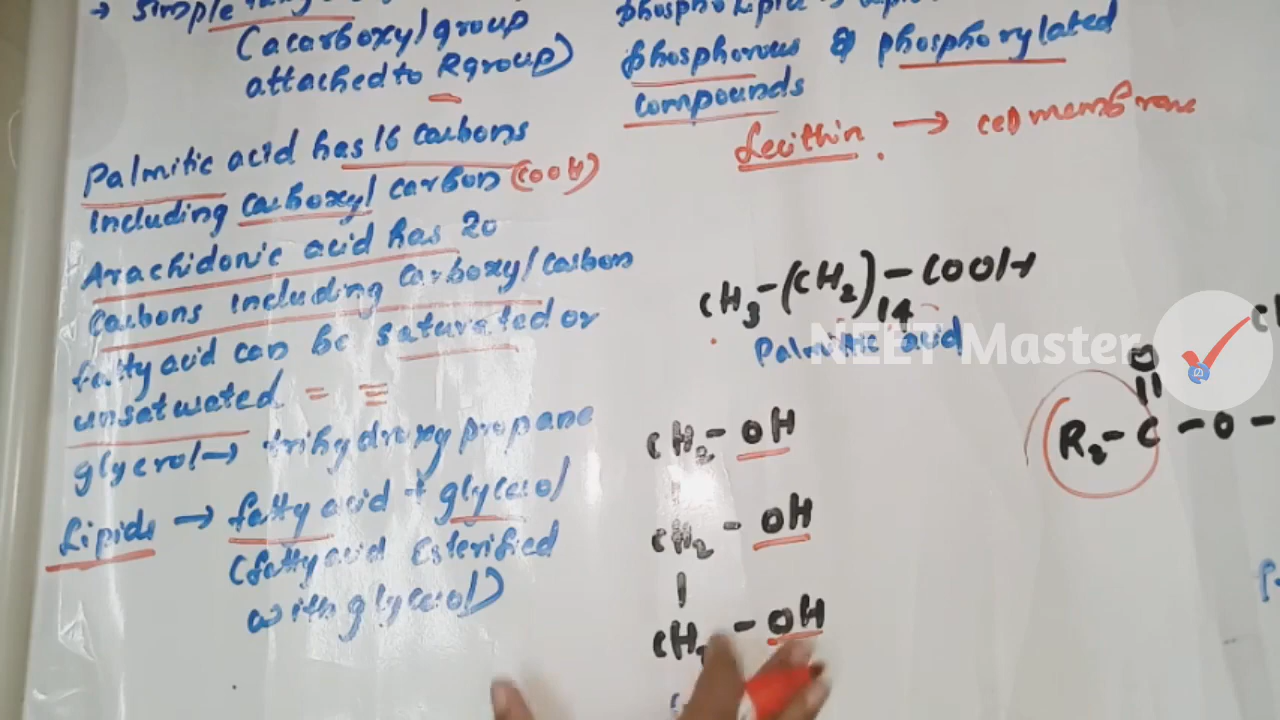 → simple
(a carboxyl group
attached to R group)
Palmitic acid has 16 carbons
including carboxyl carbon (COOH)
Arachidonic acid has 20
carbons including carboxyl carbon
fatty acid can be saturated or
unsaturated = ≡
glycerol → trihydroxy propane
Lipids → fatty acid + glycerol
(fatty acid esterified
with glycerol)
phospholipid
phosphorous & phosphorylated
compounds
Lecithin → cell membrane
CH3-(CH2)14-COOH
Palmitic acid
NEET Master
O
||
R2-C-O-
CH2-OH
|
CH2-OH
|
CH2-OH